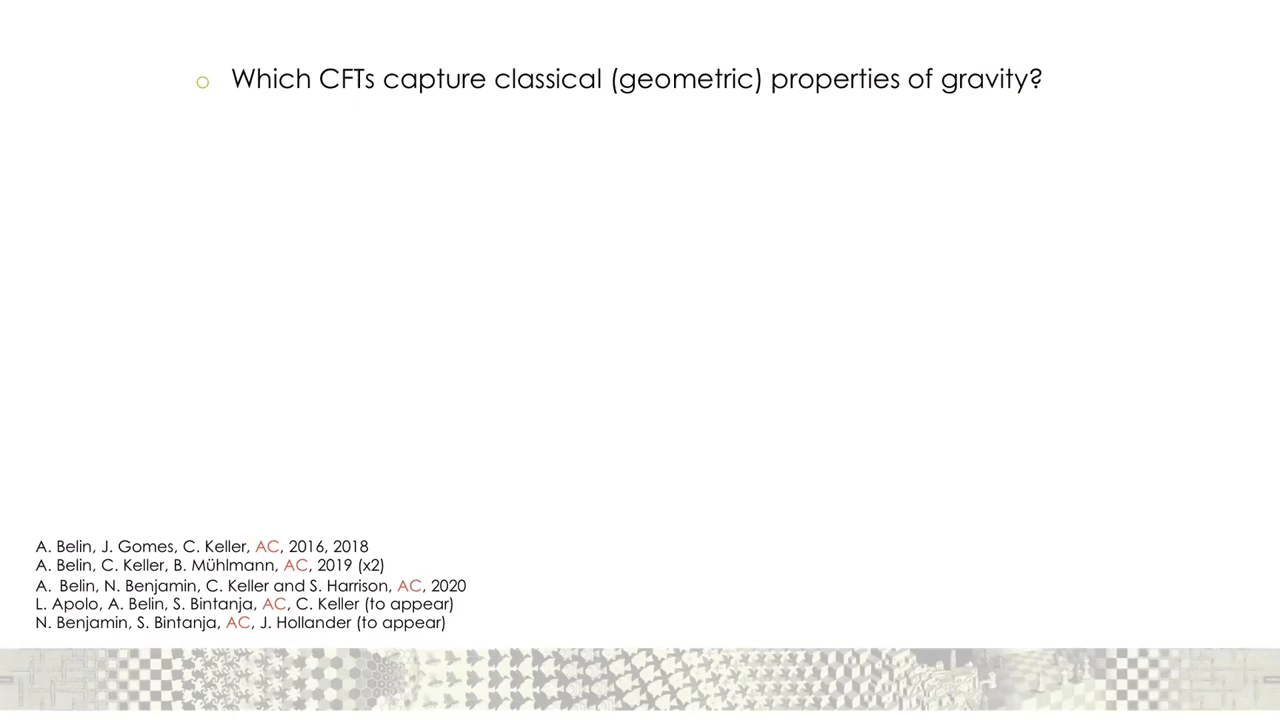 o Which CFTs capture classical (geometric) properties of gravity?
A. Belin, J. Gomes, C. Keller, AC, 2016, 2018
A. Belin, C. Keller, B. Mühlmann, AC, 2019 (x2)
A. Belin, N. Benjamin, C. Keller and S. Harrison, AC, 2020
L. Apolo, A. Belin, S. Bintanja, AC, C. Keller (to appear)
N. Benjamin, S. Bintanja, AC, J. Hollander (to appear)